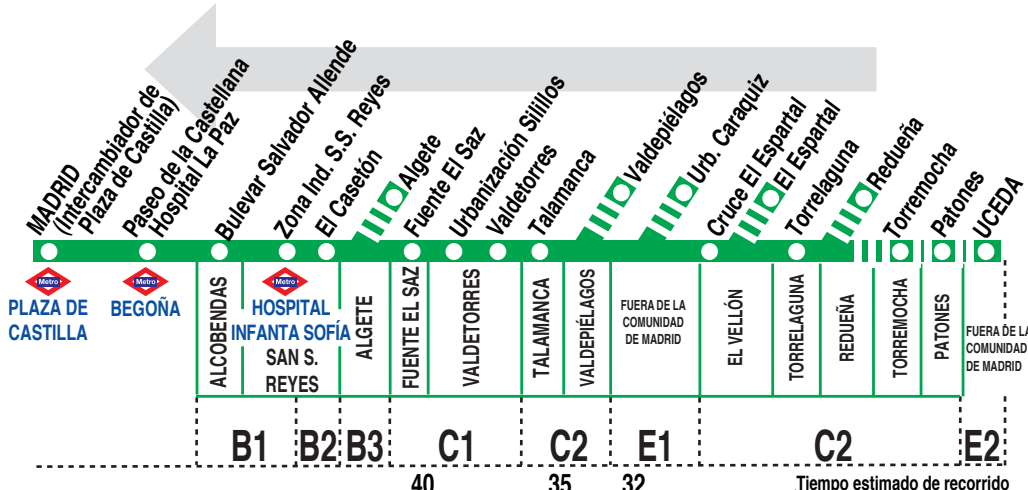 MADRID
(Intercambiador de
Plaza de Castilla)
Paseo de la Castellana
Hospital La Paz
Bulevar Salvador Allende
Zona Ind. S.S. Reyes
El Casetón
Algete
Fuente El Saz
Urbanización Silillos
Valdetorres
Talamanca
Valdepiélagos
Urb. Caraquiz
Cruce El Espartal
El Espartal
Torrelaguna
Redueña
Torremocha
Patones
UCEDA
Metro
PLAZA DE
CASTILLA
Metro
BEGOÑA
ALCOBENDAS
Metro
HOSPITAL
INFANTA SOFÍA
SAN S.
REYES
ALGETE
FUENTE EL SAZ
VALDETORRES
TALAMANCA
VALDEPIÉLAGOS
FUERA DE LA
COMUNIDAD
DE MADRID
EL VELLÓN
TORRELAGUNA
REDUEÑA
TORREMOCHA
PATONES
FUERA DE LA
COMUNIDAD
DE MADRID
B1 B2 B3 C1 C2 E1 C2 E2
40 35 32 Tiempo estimado de recorrido